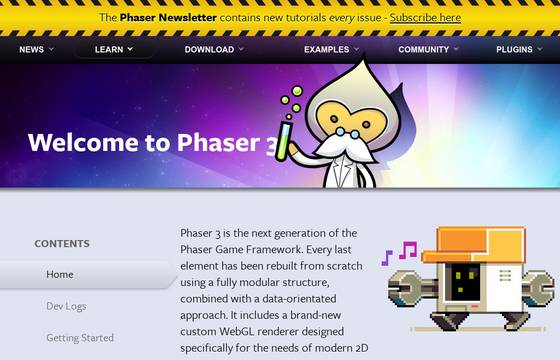 The Phaser Newsletter contains new tutorials every issue - Subscribe here
NEWS LEARN DOWNLOAD EXAMPLES COMMUNITY PLUGINS
Welcome to Phaser 3
CONTENTS
Home
Dev Logs
Getting Started
Phaser 3 is the next generation of the
Phaser Game Framework. Every last
element has been rebuilt from scratch
using a fully modular structure,
combined with a data-orientated
approach. It includes a brand-new
custom WebGL renderer designed
specifically for the needs of modern 2D